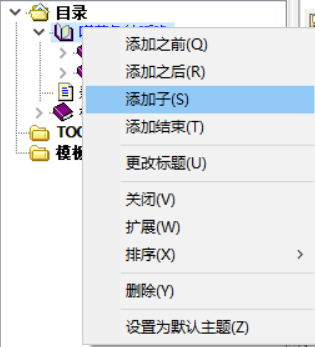 目录
添加之前(Q)
添加之后(R)
添加子(S)
添加结束(T)
TOC
模板
更改标题(U)
关闭(V)
扩展(W)
排序(X)
删除(Y)
设置为默认主题(Z)